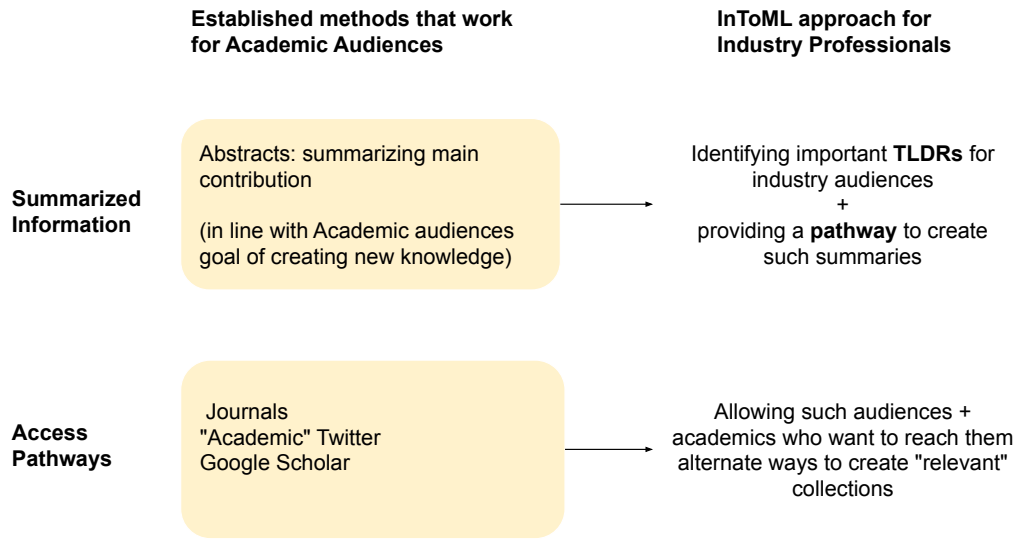 Established methods that work
for Academic Audiences
InToML approach for
Industry Professionals
Summarized
Information
Abstracts: summarizing main
contribution
(in line with Academic audiences
goal of creating new knowledge)
Identifying important TLDRs for
industry audiences
+
providing a pathway to create
such summaries
Access
Pathways
Journals
"Academic" Twitter
Google Scholar
Allowing such audiences +
academics who want to reach them
alternate ways to create "relevant"
collections